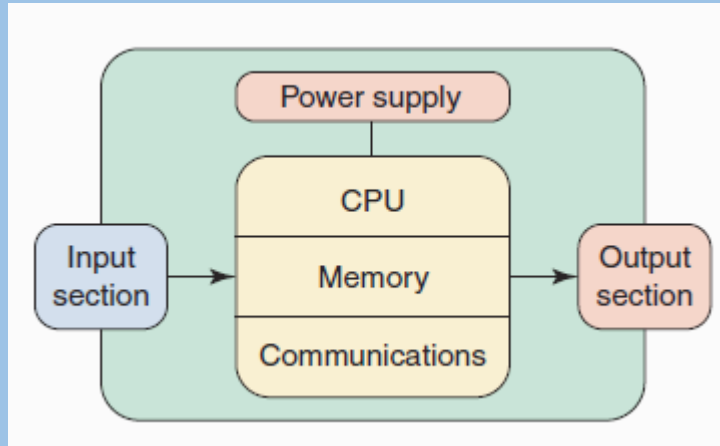 Power supply
CPU
Input
section
Memory
Output
section
Communications